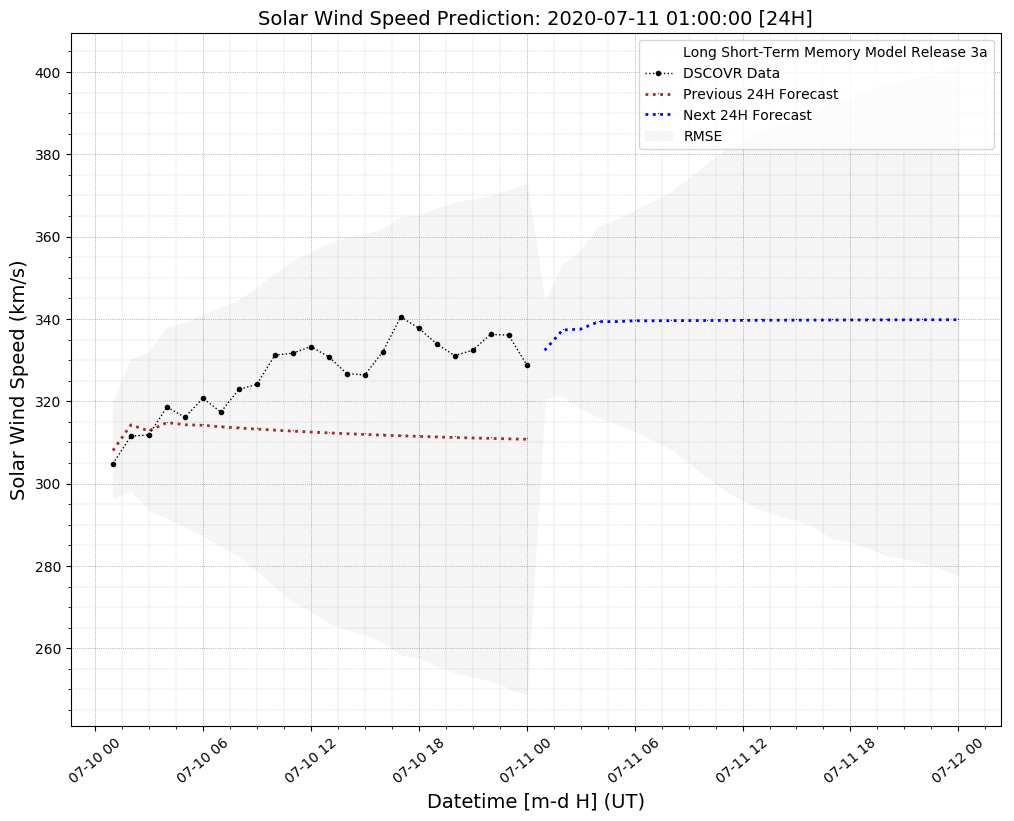 Solar Wind Speed Prediction: 2020-07-11 01:00:00 [24H]
Long Short-Term Memory Model Release 3a
DSCOVR Data
Previous 24H Forecast
Next 24H Forecast
RMSE
Solar Wind Speed (km/s)
400
380
360
340
320
300
280
260
07-10 00
07-10 06
07-10 12
07-10 18
07-11 00
07-11 06
07-11 12
07-11 18
07-12 00
Datetime [m-d H] (UT)